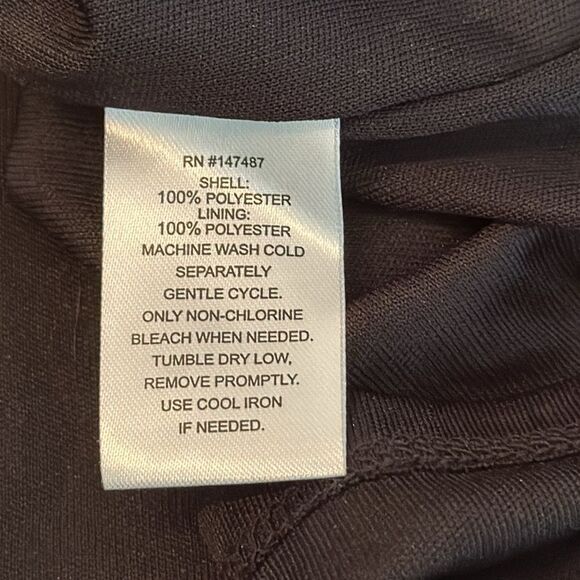 RN #147487
SHELL:
100% POLYESTER
LINING:
100% POLYESTER
MACHINE WASH COLD
SEPARATELY
GENTLE CYCLE.
ONLY NON-CHLORINE
BLEACH WHEN NEEDED.
TUMBLE DRY LOW,
REMOVE PROMPTLY.
USE COOL IRON
IF NEEDED.